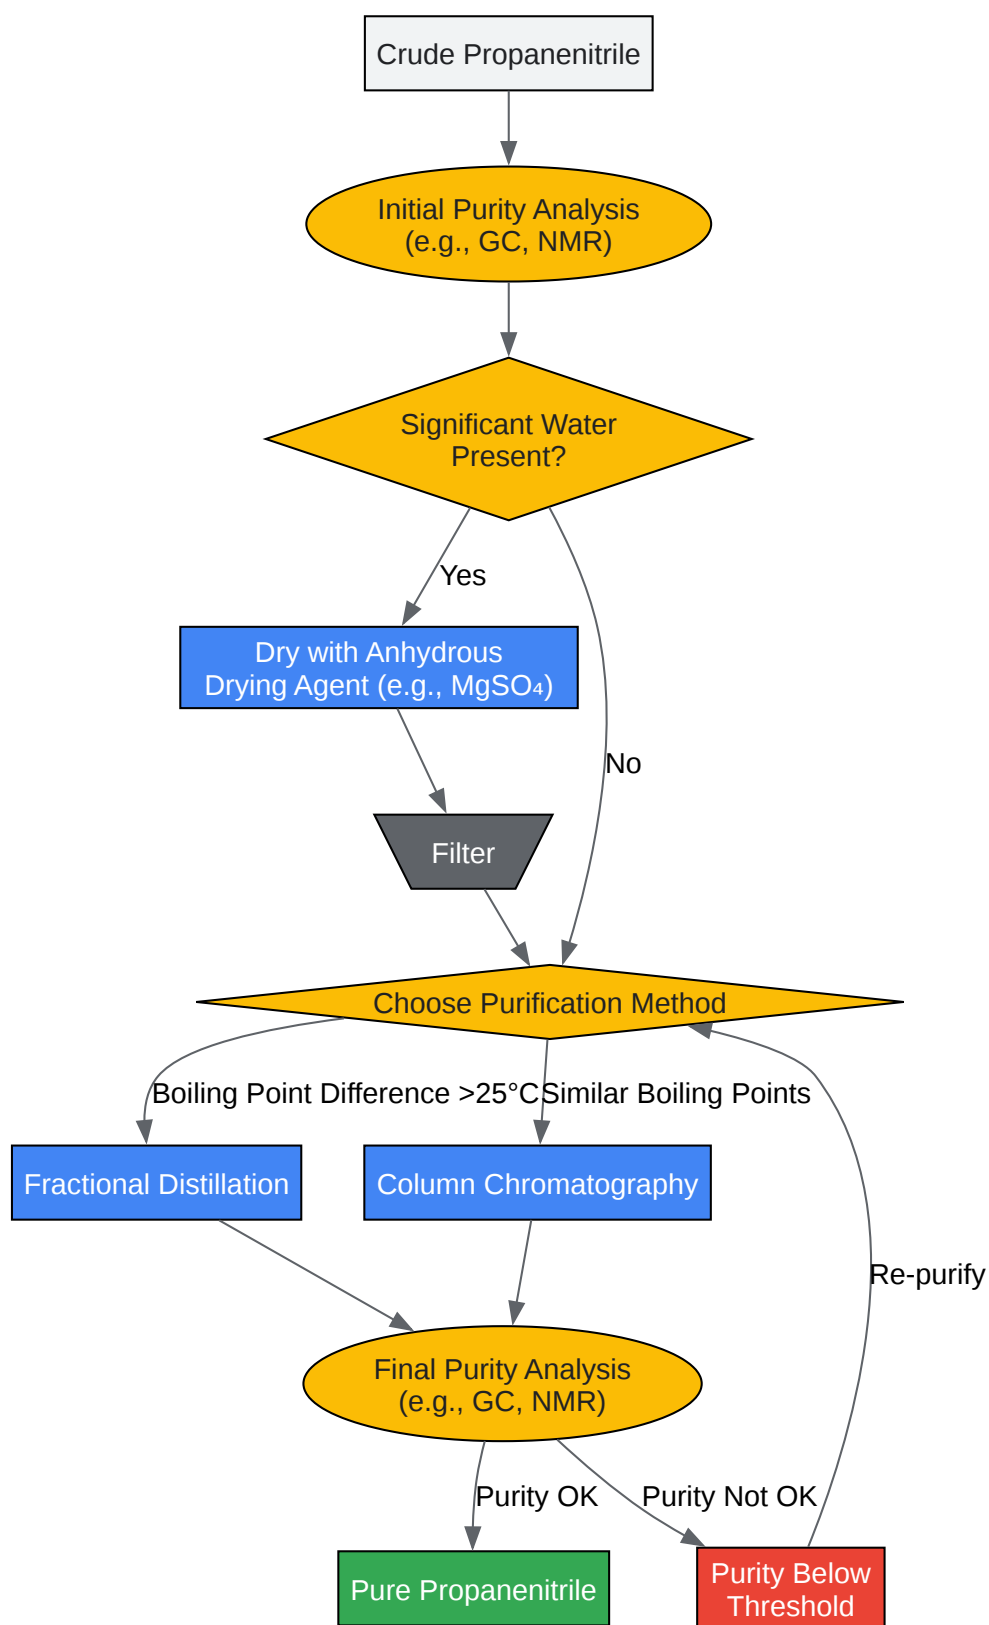 Crude Propanenitrile
Initial Purity Analysis
(e.g., GC, NMR)
Significant Water
Present?
Yes
Dry with Anhydrous
Drying Agent (e.g., MgSO₄)
No
Filter
Choose Purification Method
Boiling Point Difference >25°C
Similar Boiling Points
Fractional Distillation
Column Chromatography
Re-purify
Final Purity Analysis
(e.g., GC, NMR)
Purity OK
Purity Not OK
Pure Propanenitrile
Purity Below
Threshold